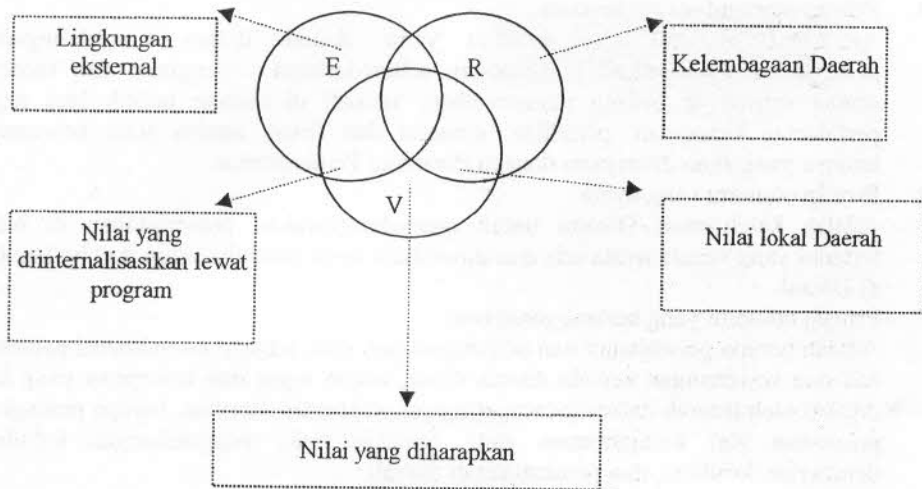 Lingkungan
eksternal
E
R
Kelembagaan Daerah
V
Nilai yang
diinternalisasikan lewat
program
Nilai lokal Daerah
Nilai yang diharapkan